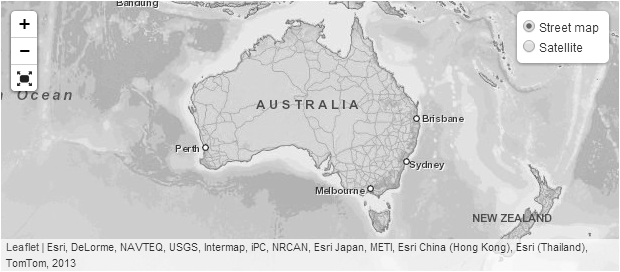 Bandung
+
−
Street map
Satellite
Ocean
AUSTRALIA
Brisbane
Perth
Sydney
Melbourne
NEW ZEALAND
Leaflet | Esri, DeLorme, NAVTEQ, USGS, Intermap, iPC, NRCAN, Esri Japan, METI, Esri China (Hong Kong), Esri (Thailand),
TomTom, 2013